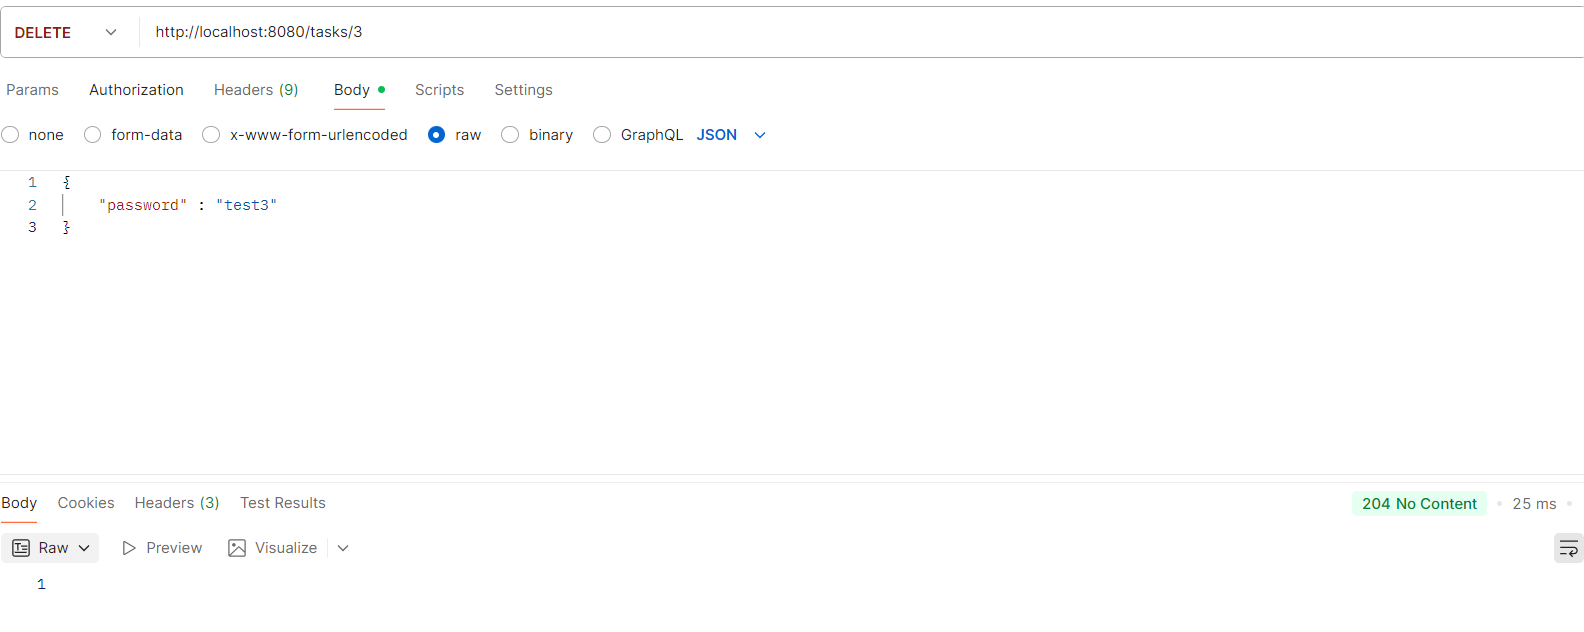 DELETE http://localhost:8080/tasks/3
Params Authorization Headers (9) Body Scripts Settings
none form-data x-www-form-urlencoded raw binary GraphQL JSON
1 {
2 "password" : "test3"
3 }
Body Cookies Headers (3) Test Results 204 No Content • 25 ms •
Raw Preview Visualize
1